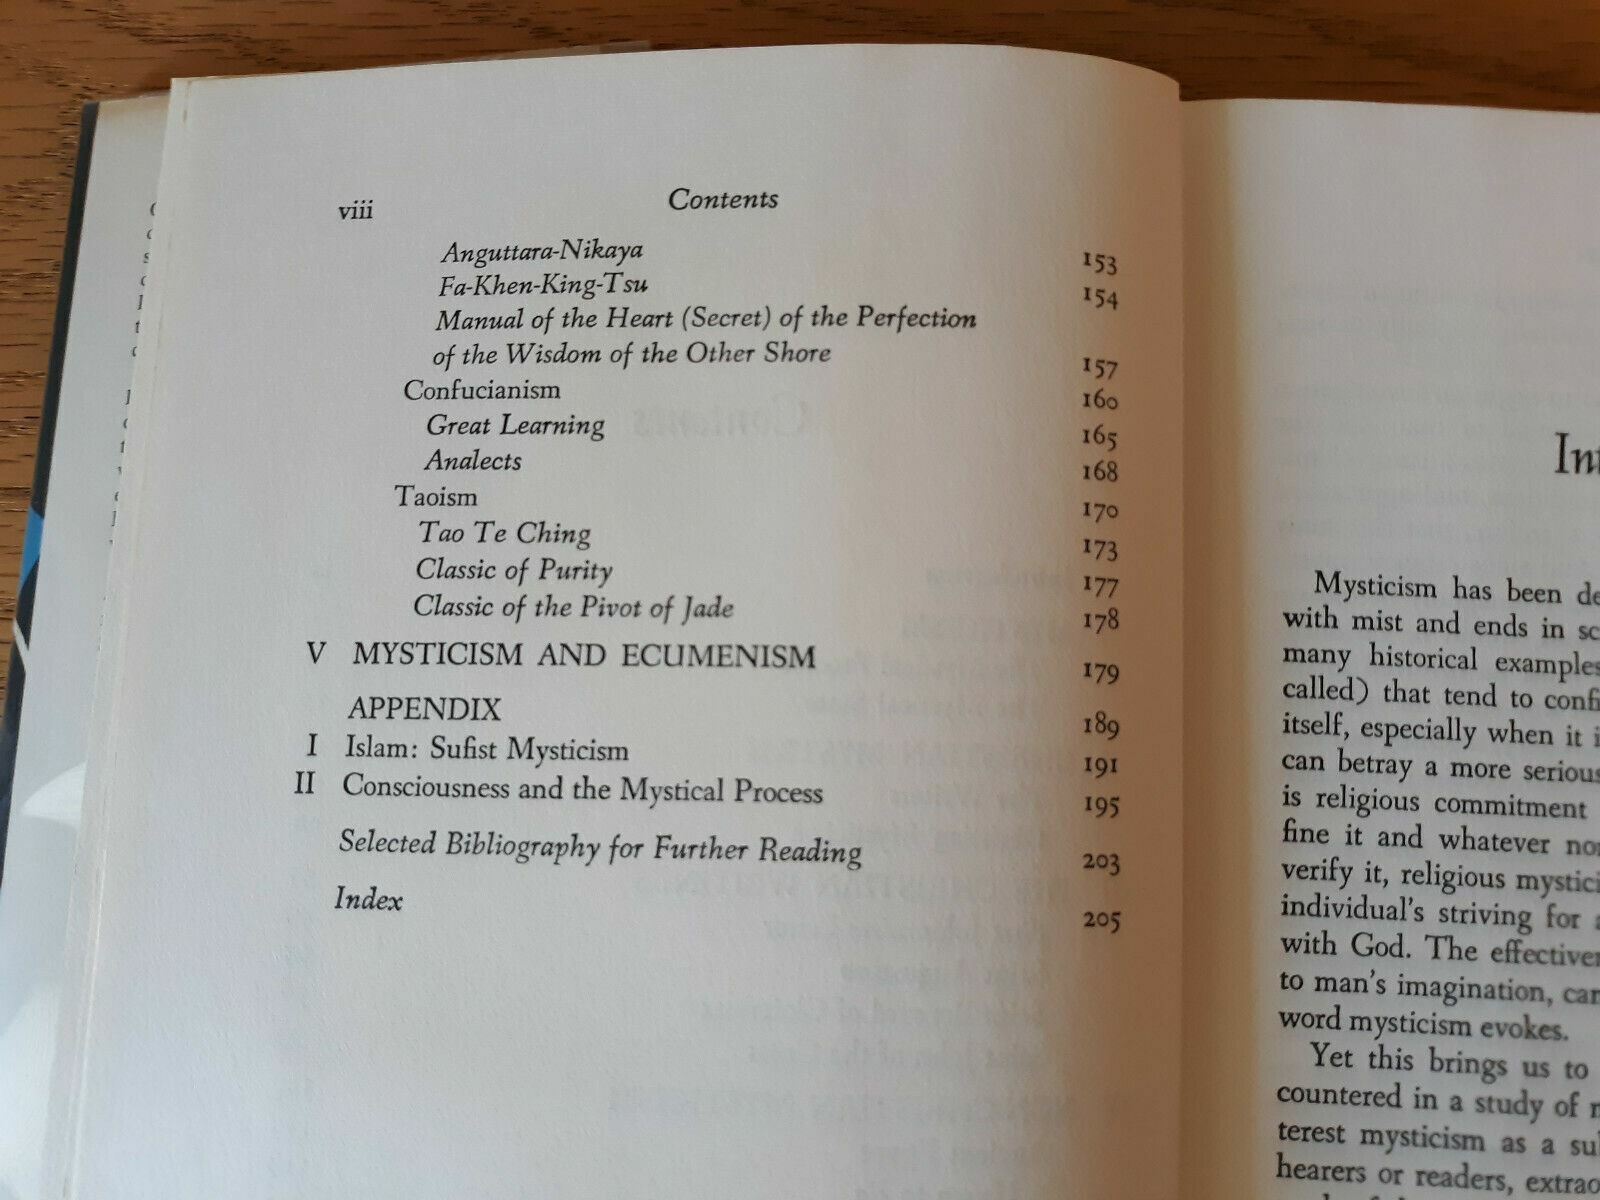 viii Contents
Anguttara-Nikaya 153
Fa-Khen-King-Tsu 154
Manual of the Heart (Secret) of the Perfection
of the Wisdom of the Other Shore 157
Confucianism 160
Great Learning 165
Analects 168
Taoism 170
Tao Te Ching 173
Classic of Purity 177
Classic of the Pivot of Jade 178
V MYSTICISM AND ECUMENISM 179
APPENDIX 189
I Islam: Sufist Mysticism 191
II Consciousness and the Mystical Process 195
Selected Bibliography for Further Reading 203
Index 205
Int
Mysticism has been de
with mist and ends in sc
many historical examples
called) that tend to confi
itself, especially when it i
can betray a more serious
is religious commitment
fine it and whatever nor
verify it, religious mystici
individual's striving for a
with God. The effectiven
to man's imagination, can
word mysticism evokes.
Yet this brings us to
countered in a study of m
terest mysticism as a sub
hearers or readers, extrao